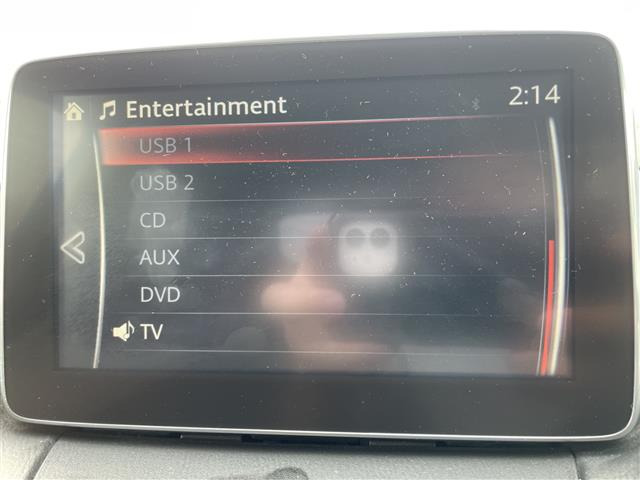 Entertainment
2:14
USB 1
USB 2
CD
AUX
DVD
TV